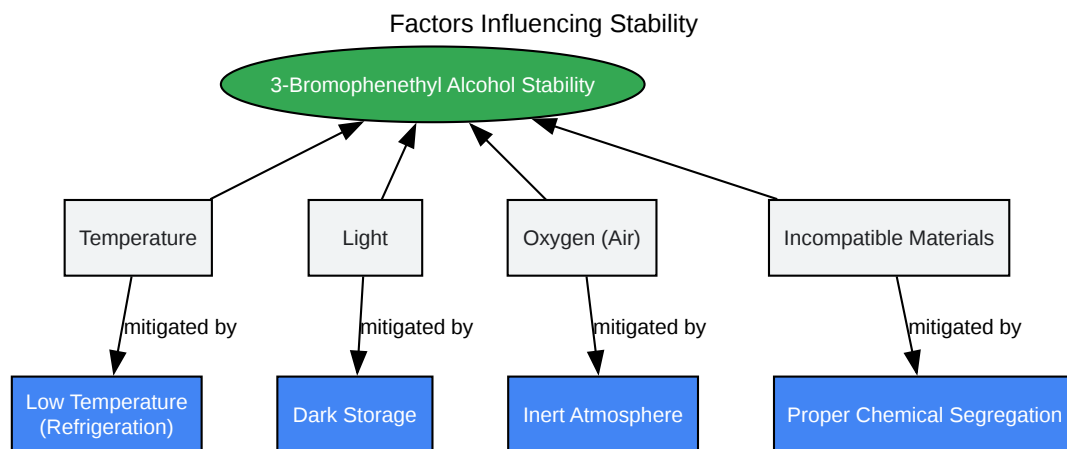 Factors Influencing Stability
3-Bromophenethyl Alcohol Stability
Temperature
Light
Oxygen (Air)
Incompatible Materials
mitigated by
mitigated by
mitigated by
mitigated by
Low Temperature
(Refrigeration)
Dark Storage
Inert Atmosphere
Proper Chemical Segregation